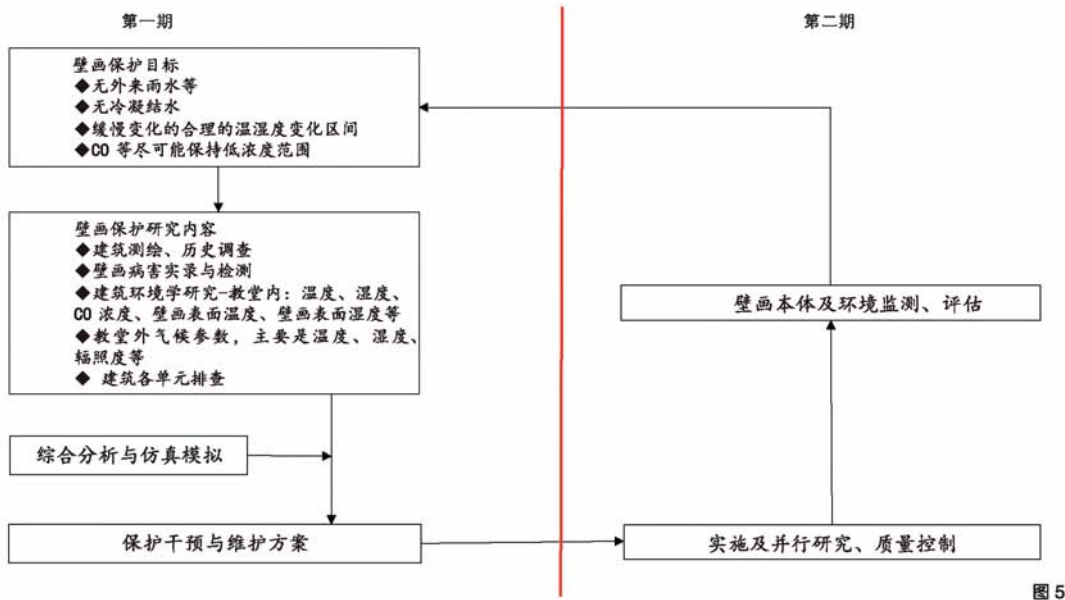 第一期
第二期
壁画保护目标
◆无外来雨水等
◆无冷凝结水
◆缓慢变化的合理的温湿度变化区间
◆CO 等尽可能保持低浓度范围
壁画保护研究内容
◆建筑测绘、历史调查
◆壁画病害实录与检测
◆建筑环境学研究-教堂内：温度、湿度、
CO 浓度、壁画表面温度、壁画表面湿度等
◆教堂外气候参数，主要是温度、湿度、
辐照度等
◆ 建筑各单元排查
综合分析与仿真模拟
保护干预与维护方案
壁画本体及环境监测、评估
实施及并行研究、质量控制
图 5